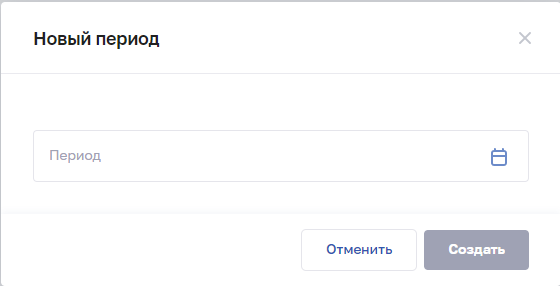 Новый период
Период
Отменить
Создать